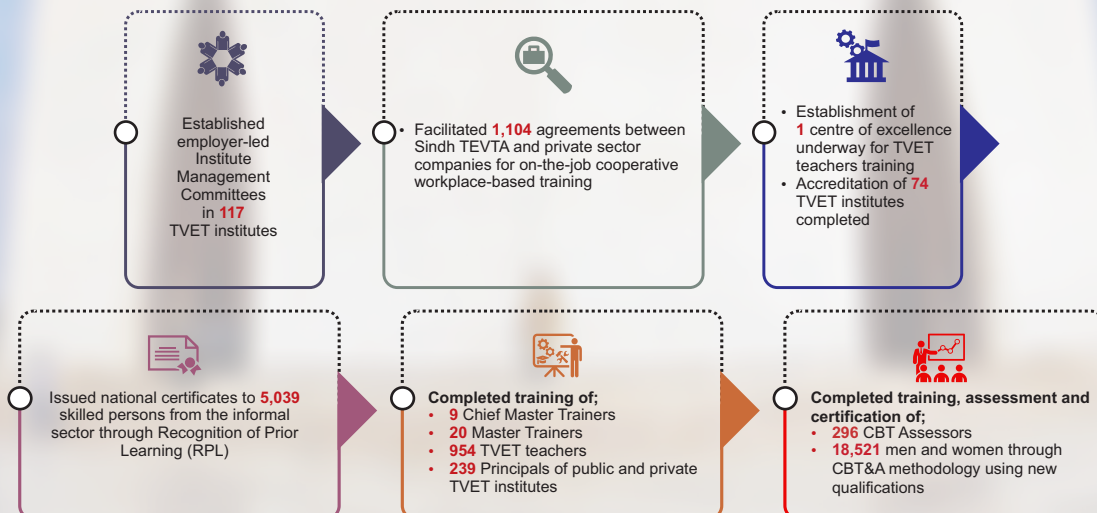 Established
employer-led
Institute
Management
Committees
in 117
TVET institutes
• Facilitated 1,104 agreements between
Sindh TEVTA and private sector
companies for on-the-job cooperative
workplace-based training
• Establishment of
1 centre of excellence
underway for TVET
teachers training
• Accreditation of 74
TVET institutes
completed
Issued national certificates to 5,039
skilled persons from the informal
sector through Recognition of Prior
Learning (RPL)
Completed training of;
• 9 Chief Master Trainers
• 20 Master Trainers
• 954 TVET teachers
• 239 Principals of public and private
TVET institutes
Completed training, assessment and
certification of;
• 296 CBT Assessors
• 18,521 men and women through
CBT&A methodology using new
qualifications